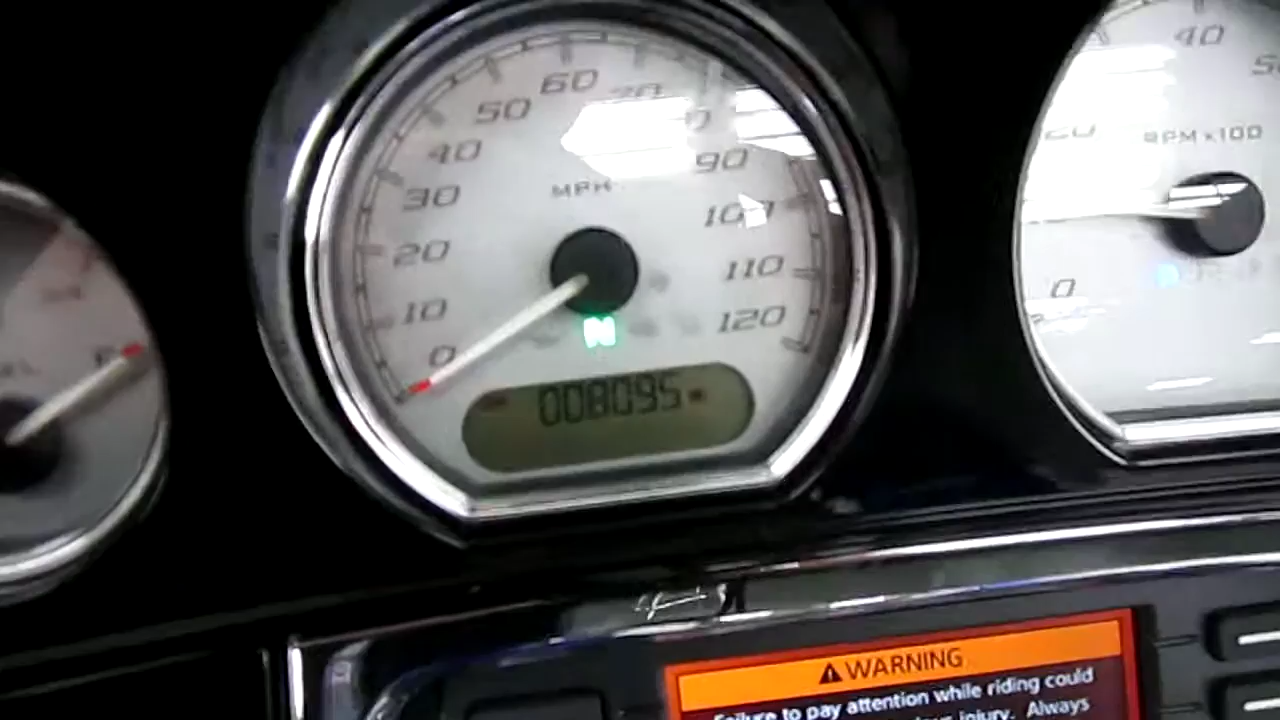 60
50
70
40
90
30
MPH
100
20
110
10
120
0
N
008095
40
RPM x100
0
⚠WARNING
Failure to pay attention while riding could
injury. Always